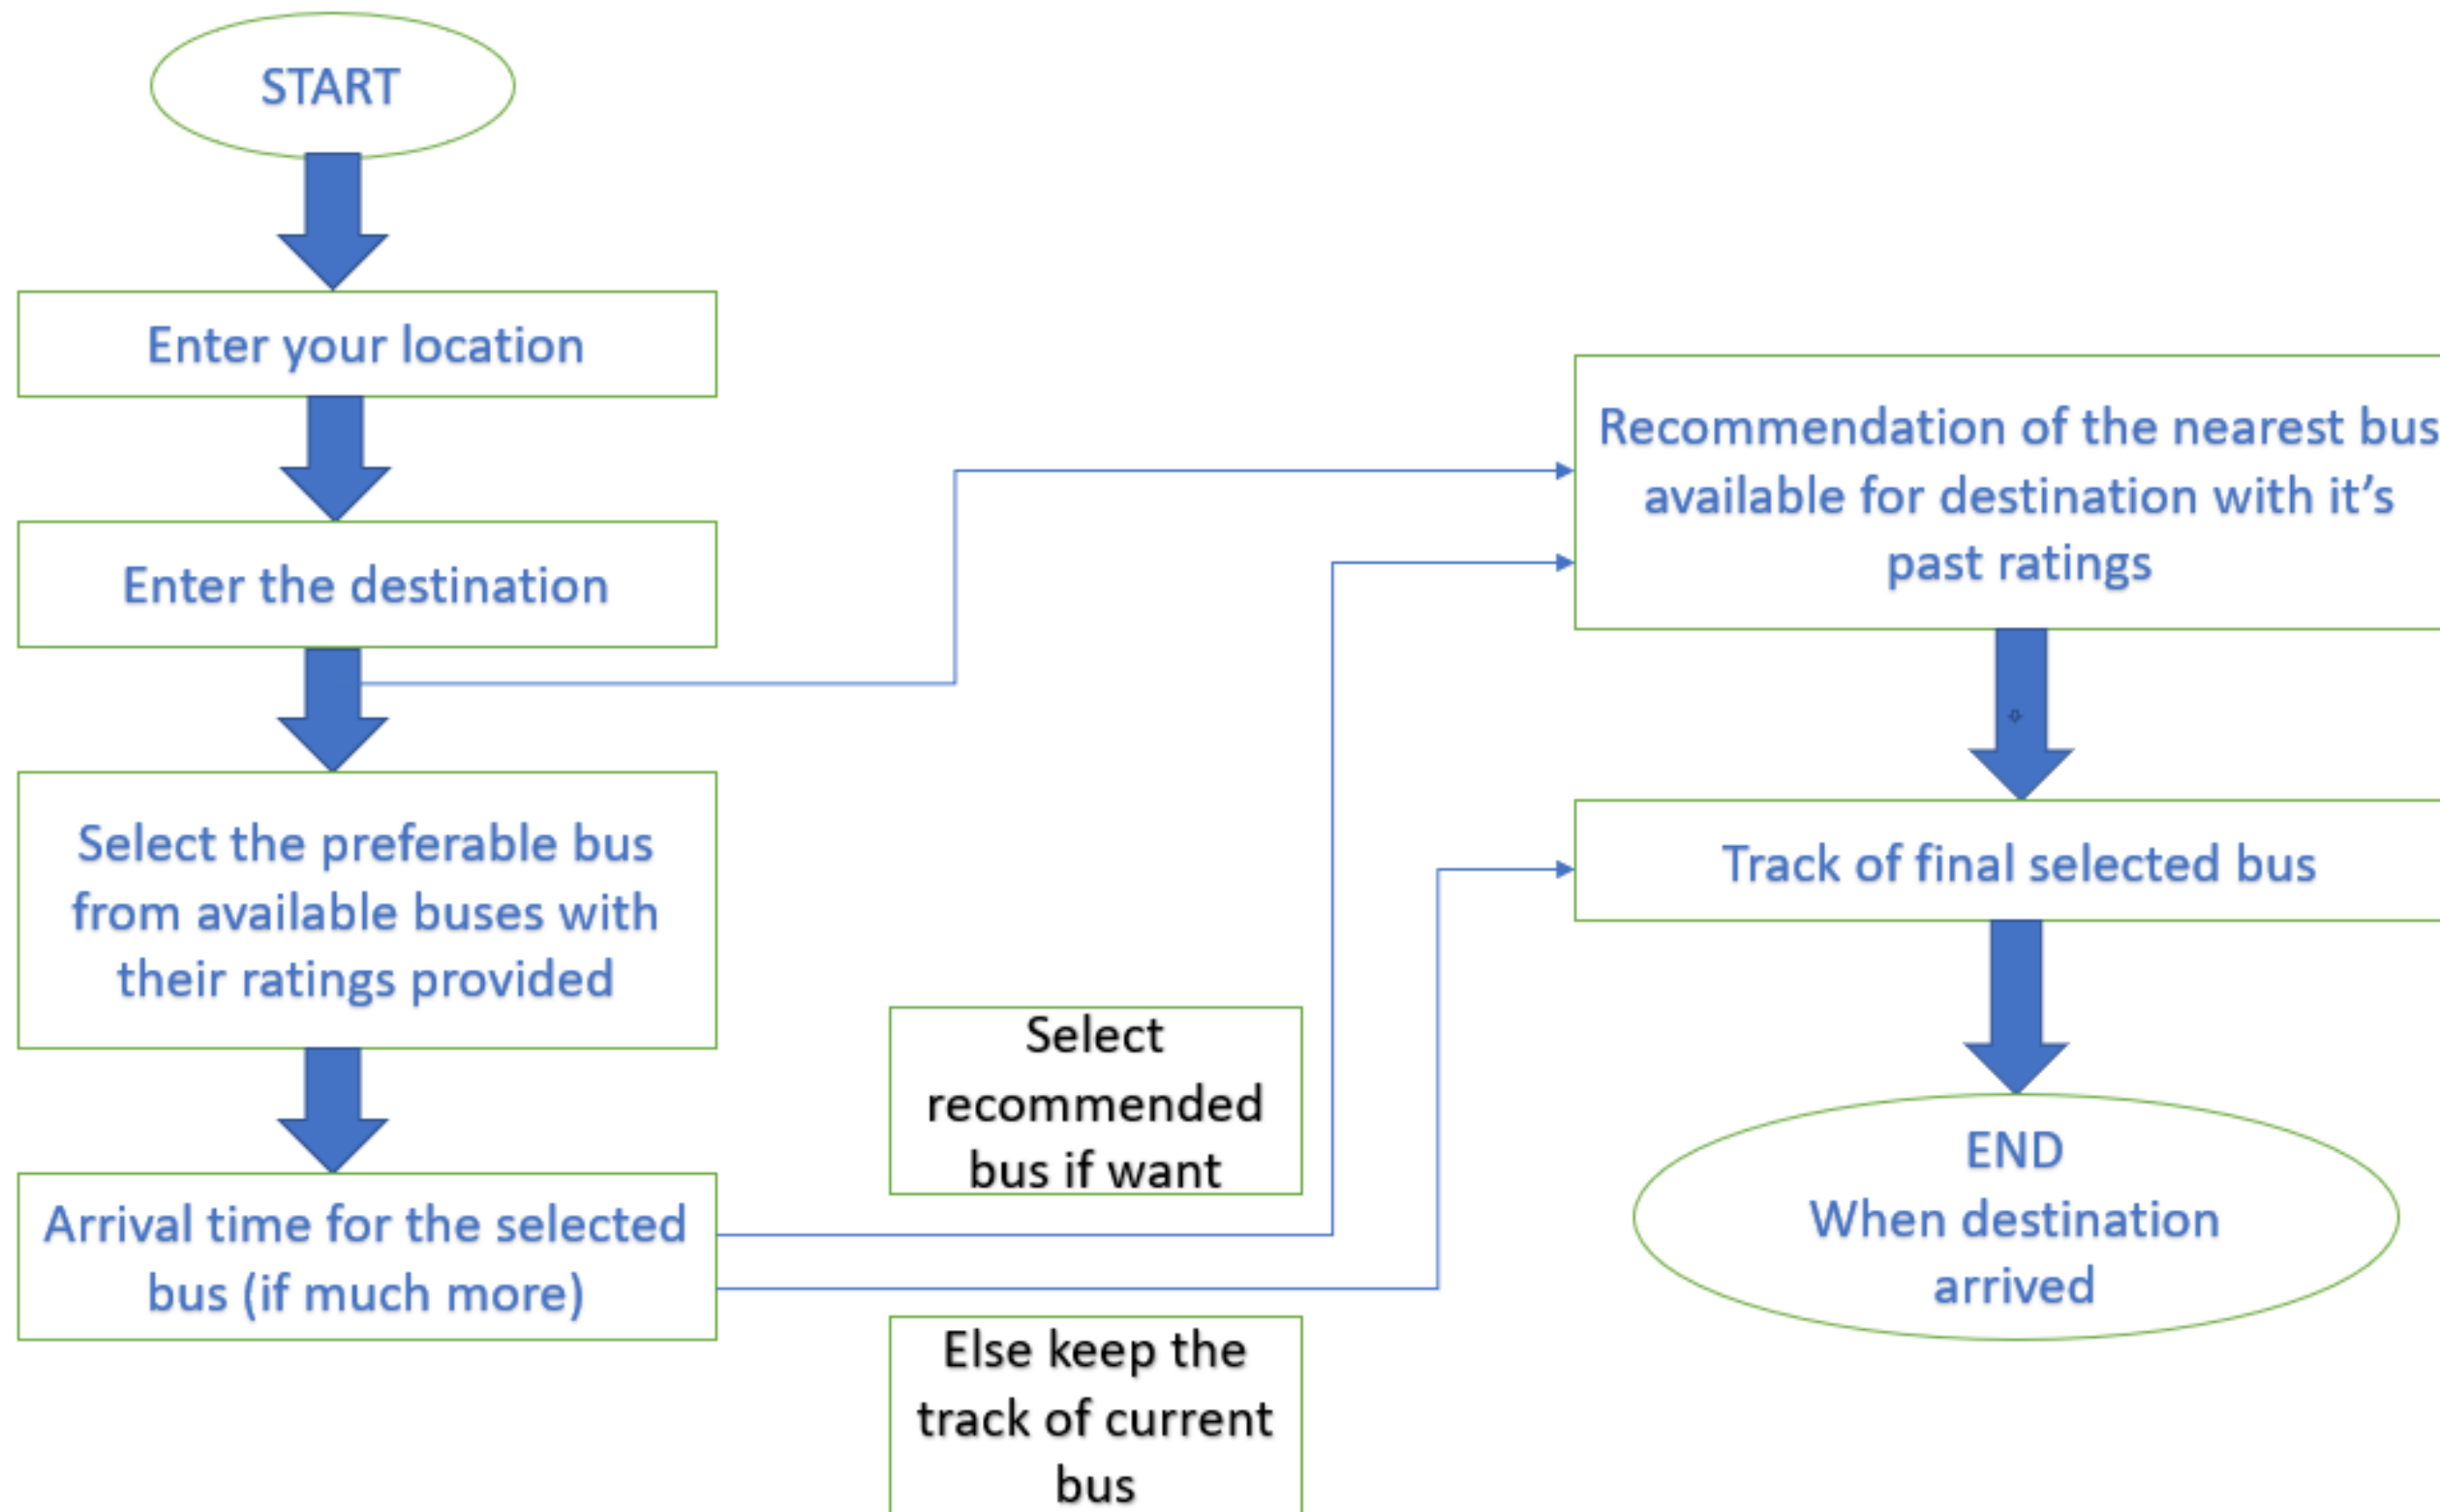 START
Enter your location
Enter the destination
Select the preferable bus
from available buses with
their ratings provided
Arrival time for the selected
bus (if much more)
Select
recommended
bus if want
Else keep the
track of current
bus
Recommendation of the nearest bus
available for destination with it’s
past ratings
Track of final selected bus
END
When destination
arrived